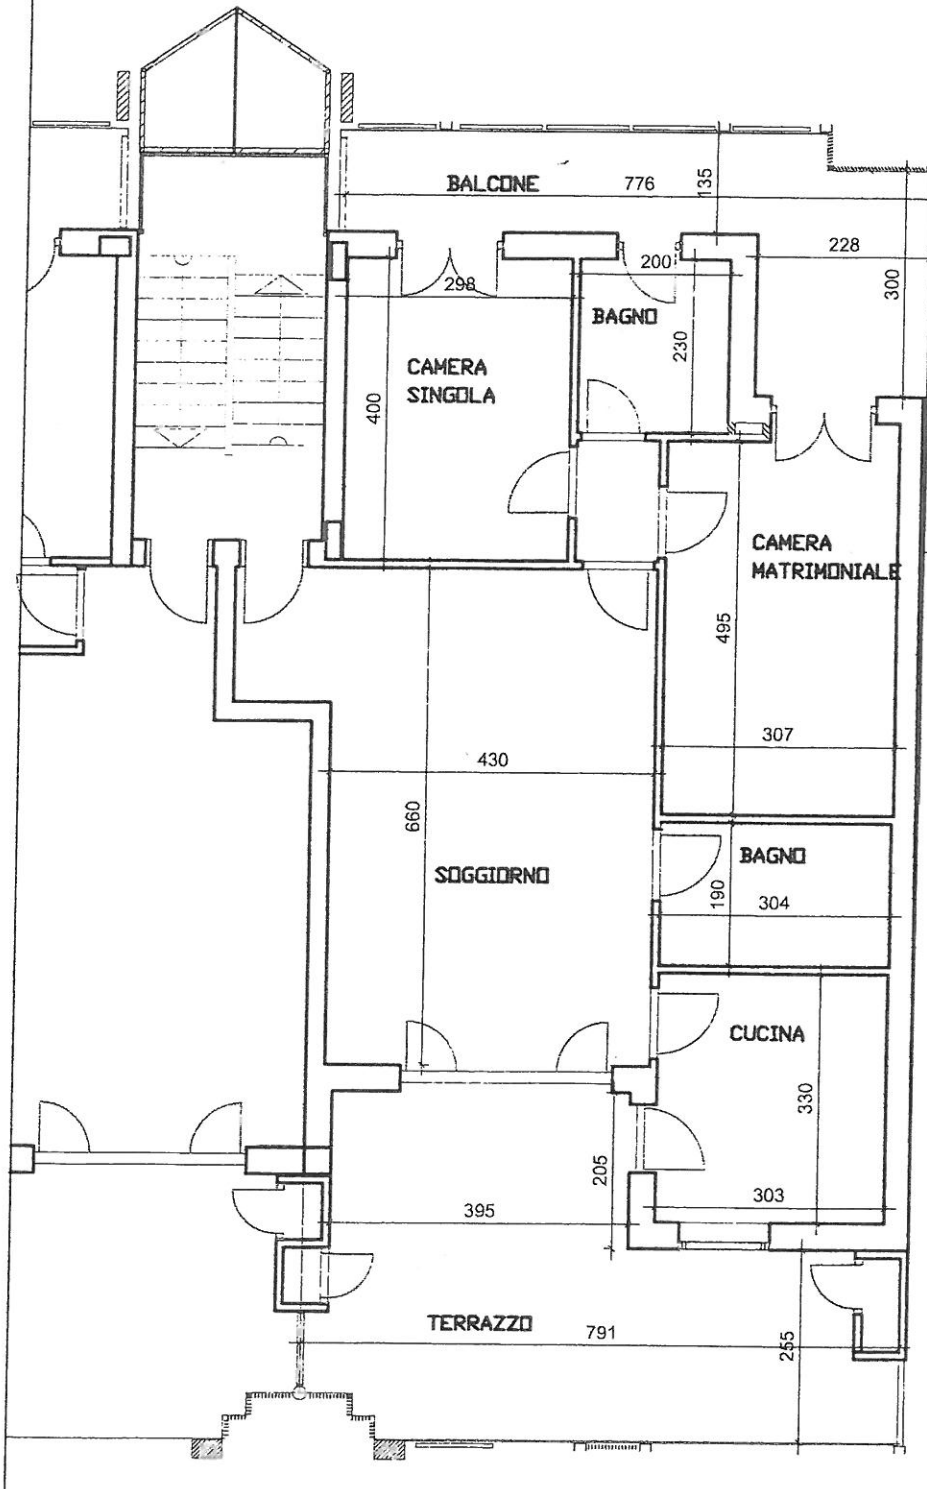 BALCONE
776
135
228
300
200
298
BAGNO
230
CAMERA
SINGOLA
400
CAMERA
MATRIMONIALE
495
307
430
660
SOGGIORNO
BAGNO
190
304
CUCINA
330
205
303
395
TERRAZZO
791
255